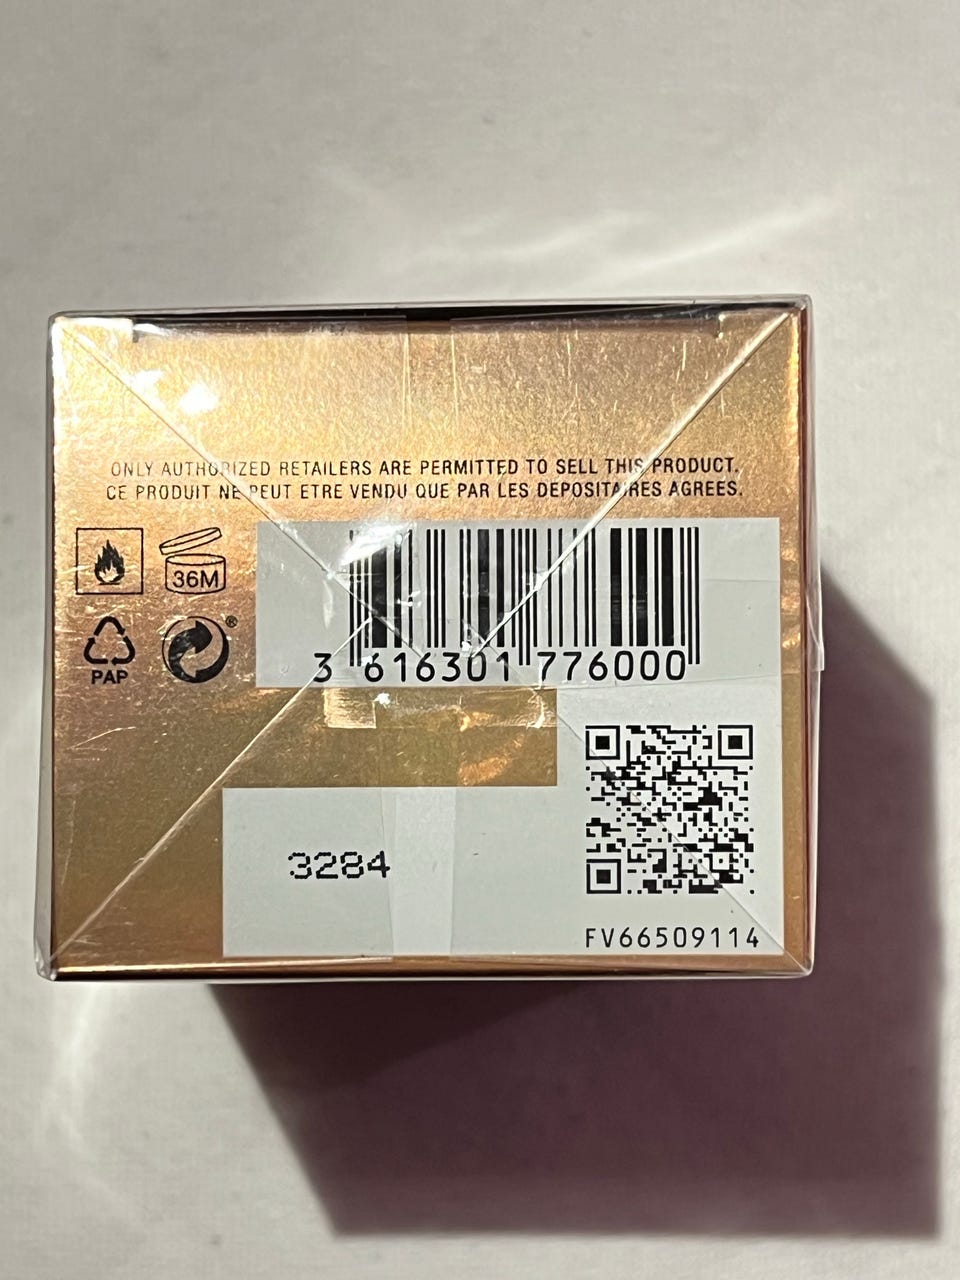 ONLY AUTHORIZED RETAILERS ARE PERMITTED TO SELL THIS PRODUCT.
CE PRODUIT NE PEUT ETRE VENDU QUE PAR LES DEPOSITAIRES AGREES.
36M
®
PAP
3 616301 776000
3284
FV66509114